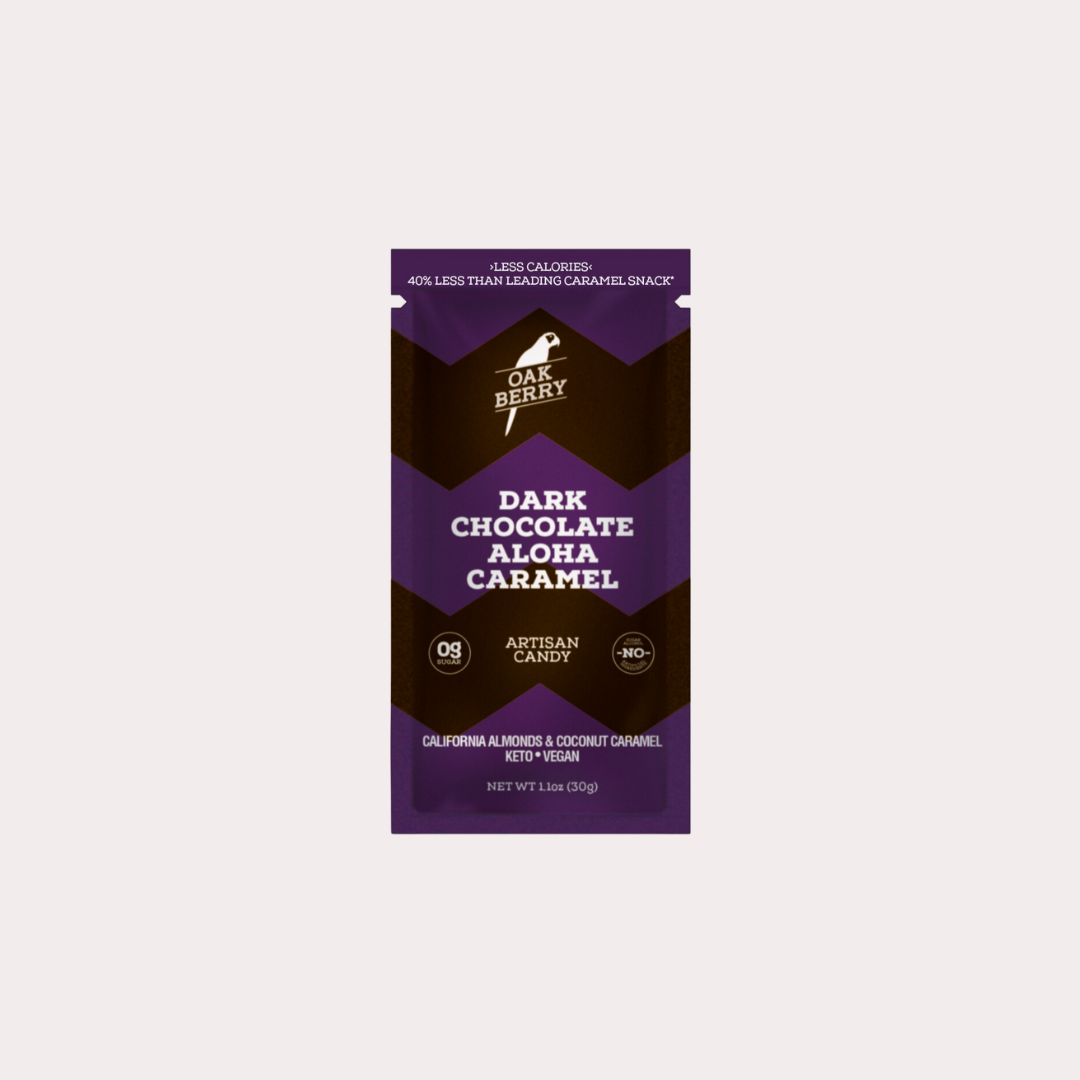 ›LESS CALORIES‹
40% LESS THAN LEADING CARAMEL SNACK*
OAK
BERRY
DARK
CHOCOLATE
ALOHA
CARAMEL
0g
SUGAR
ARTISAN
CANDY
-NO-
CALIFORNIA ALMONDS & COCONUT CARAMEL
KETO • VEGAN
NET WT 1.1oz (30g)